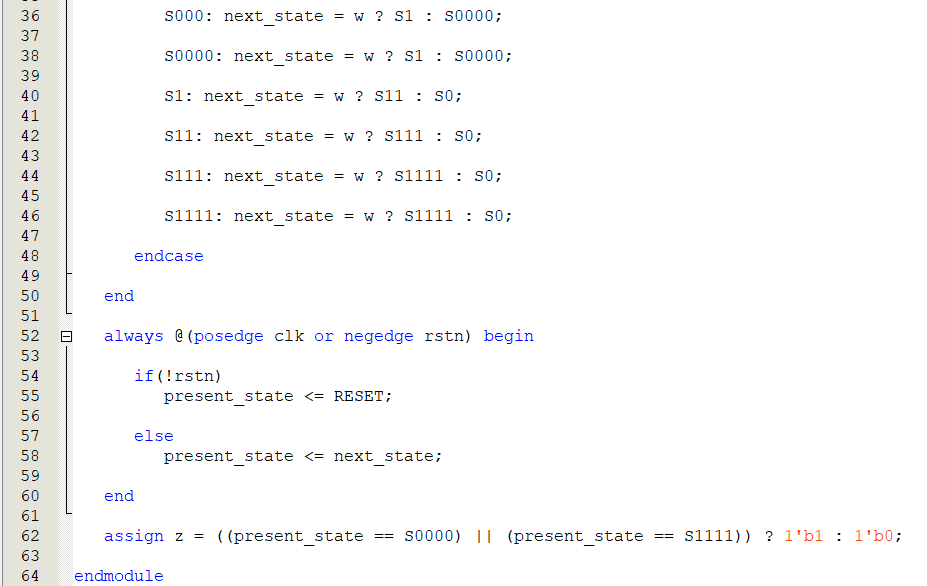 36 S000: next_state = w ? S1 : S0000;
37
38 S0000: next_state = w ? S1 : S0000;
39
40 S1: next_state = w ? S11 : S0;
41
42 S11: next_state = w ? S111 : S0;
43
44 S111: next_state = w ? S1111 : S0;
45
46 S1111: next_state = w ? S1111 : S0;
47
48 endcase
49
50 end
51
52 always @(posedge clk or negedge rstn) begin
53
54 if(!rstn)
55 present_state <= RESET;
56
57 else
58 present_state <= next_state;
59
60 end
61
62 assign z = ((present_state == S0000) || (present_state == S1111)) ? 1'b1 : 1'b0;
63
64 endmodule